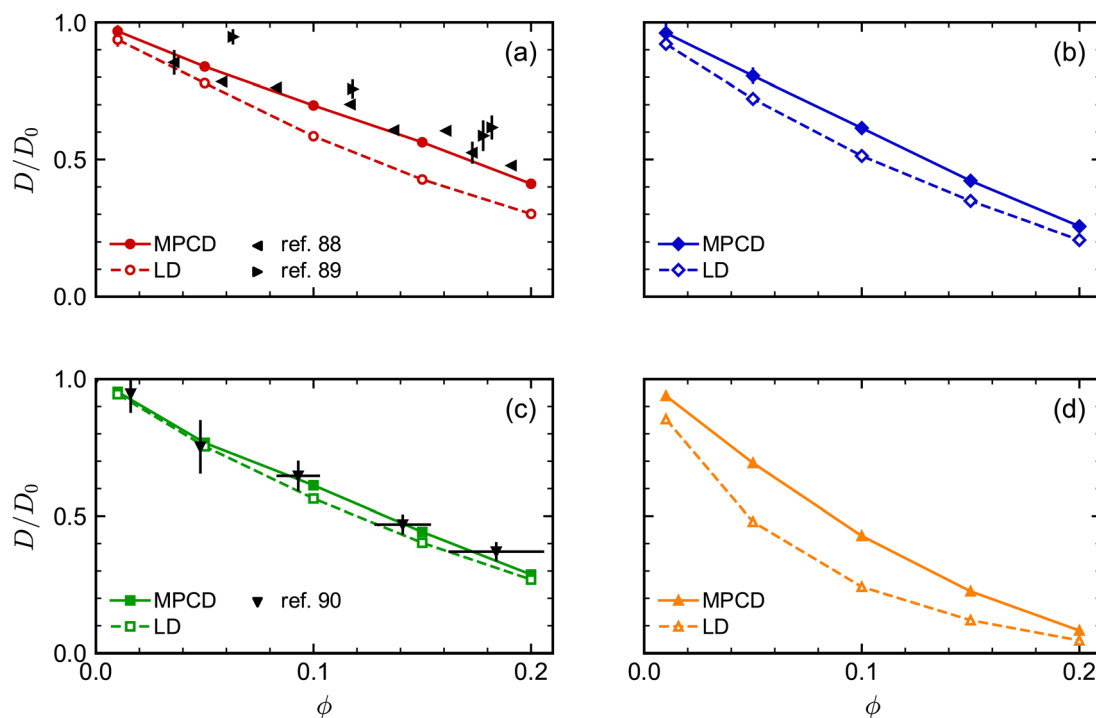 1.0
(a)
(b)
D/D₀
0.5
MPCD
ref. 88
MPCD
LD
ref. 89
LD
0.0
1.0
(c)
(d)
D/D₀
0.5
MPCD
ref. 90
MPCD
LD
LD
0.0
0.0
0.1
0.2
0.0
0.1
0.2
ϕ
ϕ